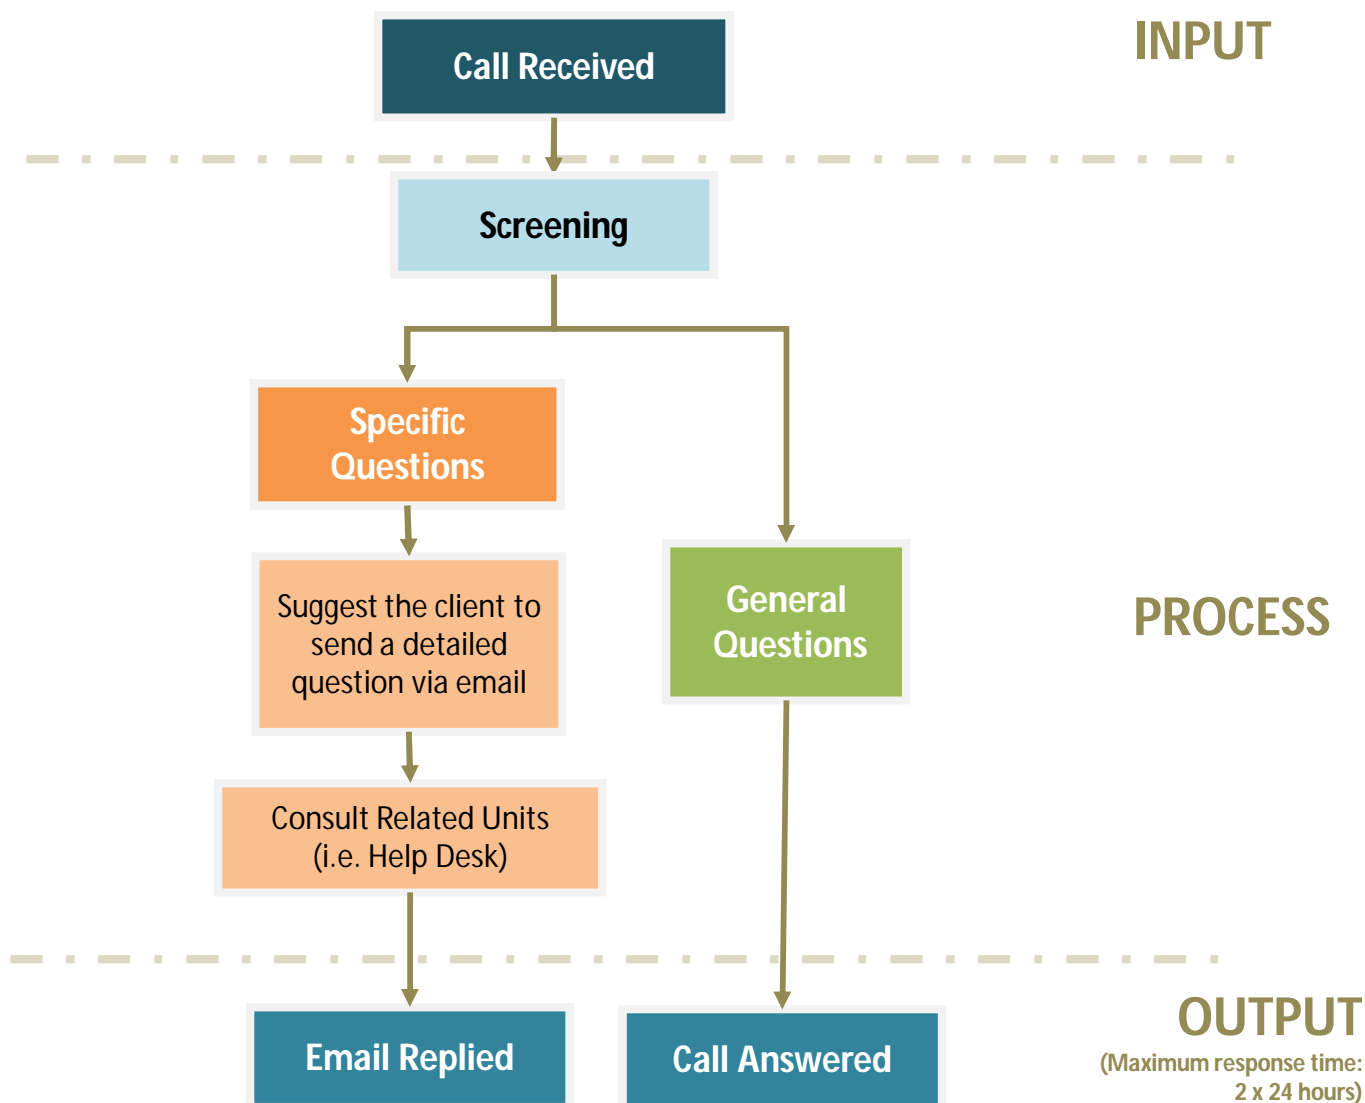 Call Received
INPUT
Screening
Specific
Questions
Suggest the client to
send a detailed
question via email
General
Questions
PROCESS
Consult Related Units
(i.e. Help Desk)
Email Replied
Call Answered
OUTPUT
(Maximum response time:
2 x 24 hours)